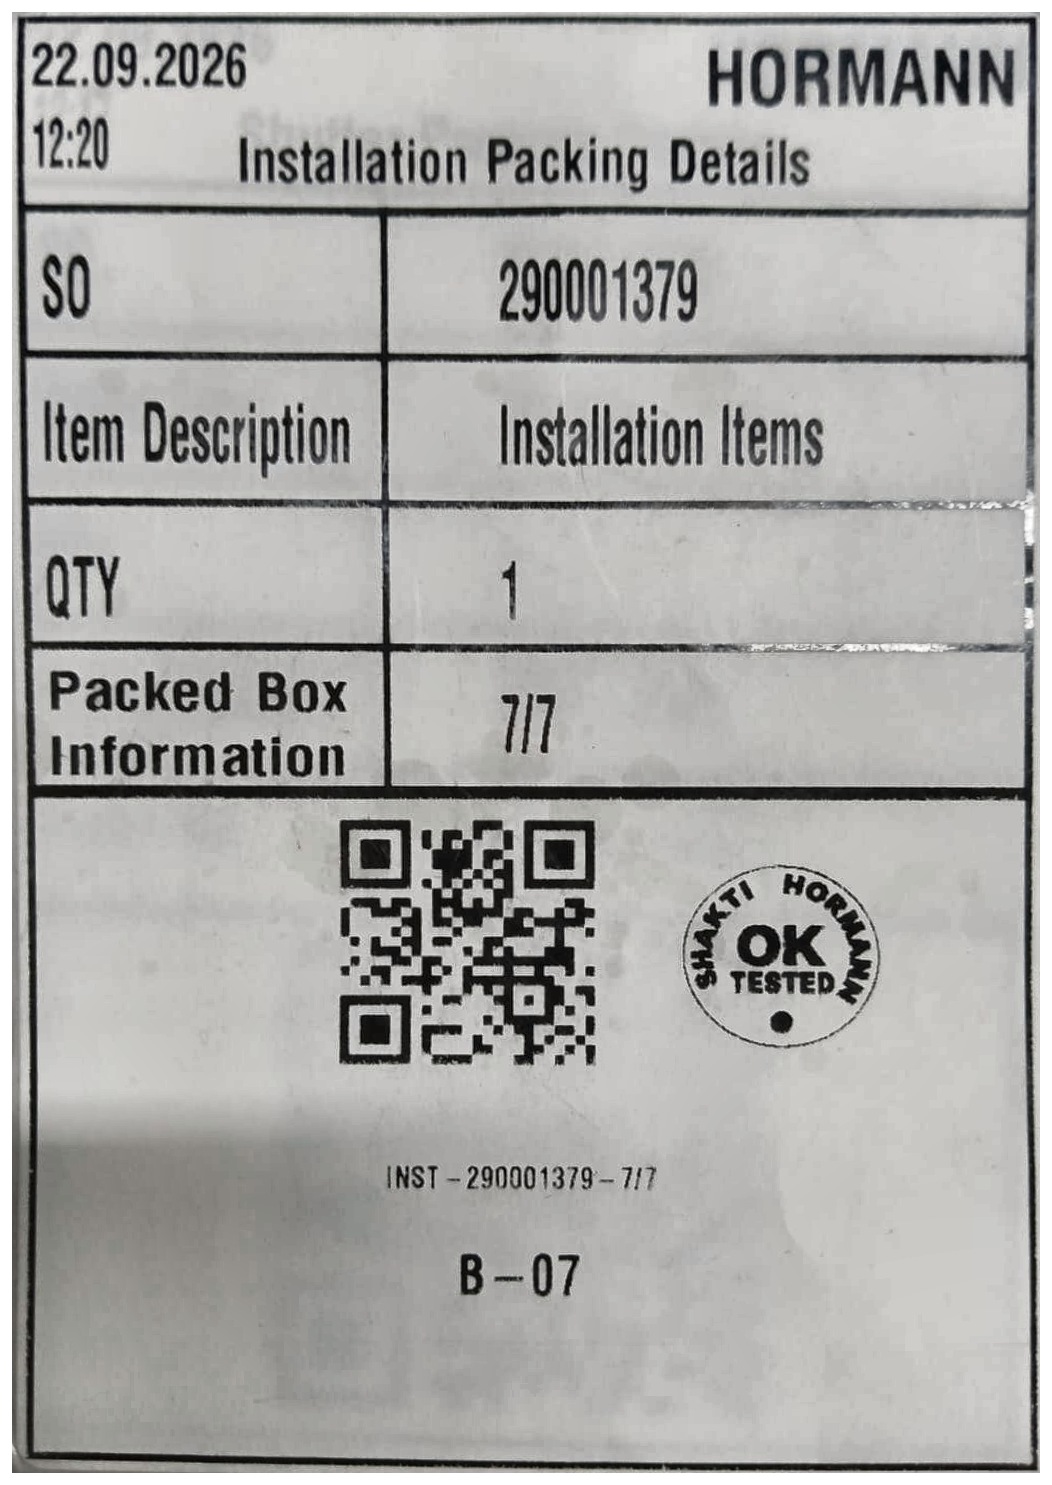 22.09.2026
HORMANN
12:20
Installation Packing Details
SO 290001379
Item Description Installation Items
QTY 1
Packed Box Information 7/7
SHAKTI HORMANN
OK
TESTED
INST-290001379-7/7
B-07